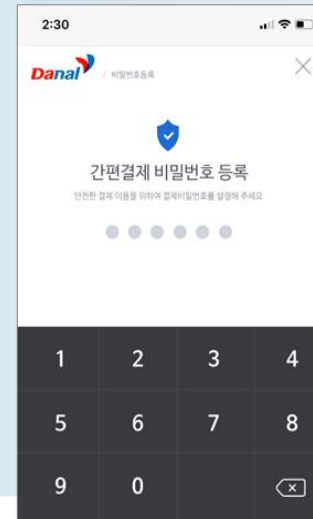 2:30
Danal / 비밀번호등록
간편결제 비밀번호 등록
안전한 결제 이용을 위하여 결제비밀번호를 설정해 주세요
1 2 3 4
5 6 7 8
9 0